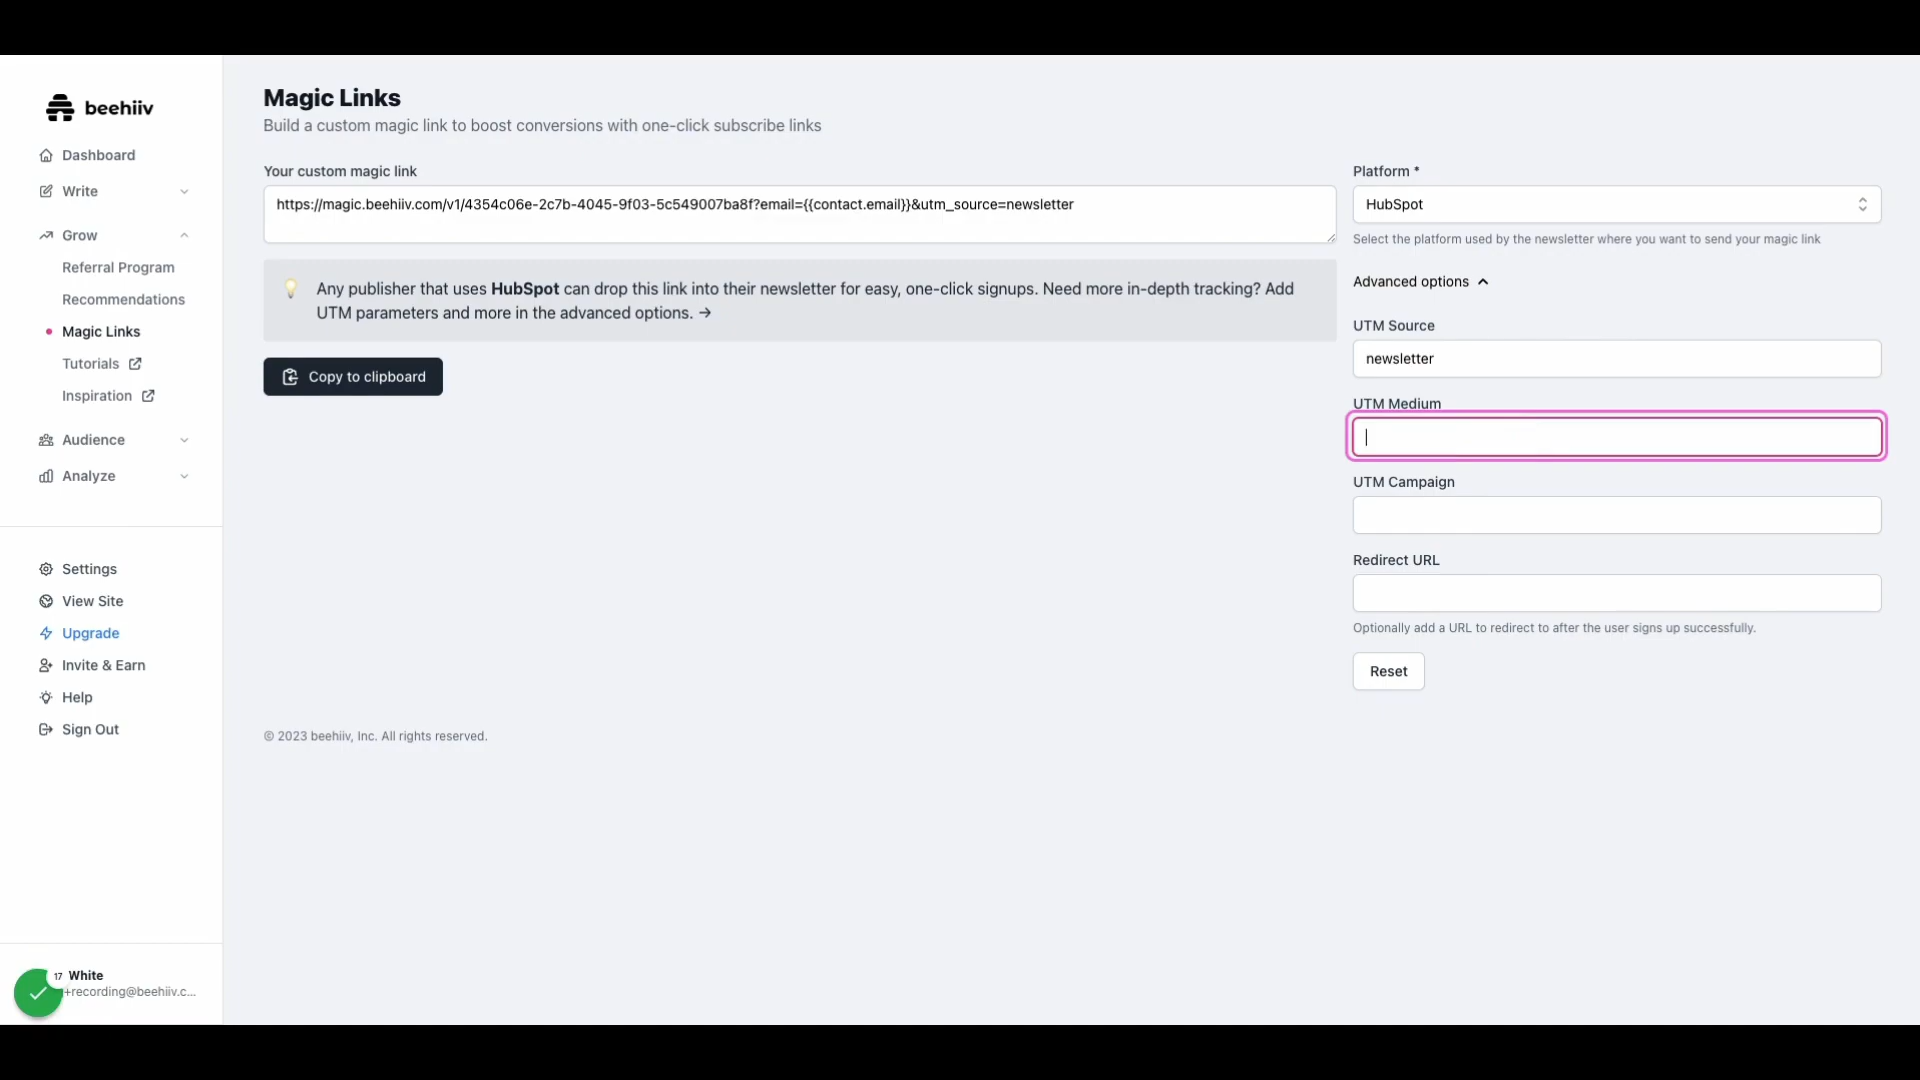 beehiiv
Dashboard
Write
Grow
Referral Program
Recommendations
Magic Links
Tutorials
Inspiration
Audience
Analyze
Settings
View Site
Upgrade
Invite & Earn
Help
Sign Out
17 White
+recording@beehiiv.c...
Magic Links
Build a custom magic link to boost conversions with one-click subscribe links
Your custom magic link
https://magic.beehiiv.com/v1/4354c06e-2c7b-4045-9f03-5c549007ba8f?email={{contact.email}}&utm_source=newsletter
Any publisher that uses HubSpot can drop this link into their newsletter for easy, one-click signups. Need more in-depth tracking? Add
UTM parameters and more in the advanced options. →
Copy to clipboard
© 2023 beehiiv, Inc. All rights reserved.
Platform *
HubSpot
Select the platform used by the newsletter where you want to send your magic link
Advanced options
UTM Source
newsletter
UTM Medium
UTM Campaign
Redirect URL
Optionally add a URL to redirect to after the user signs up successfully.
Reset